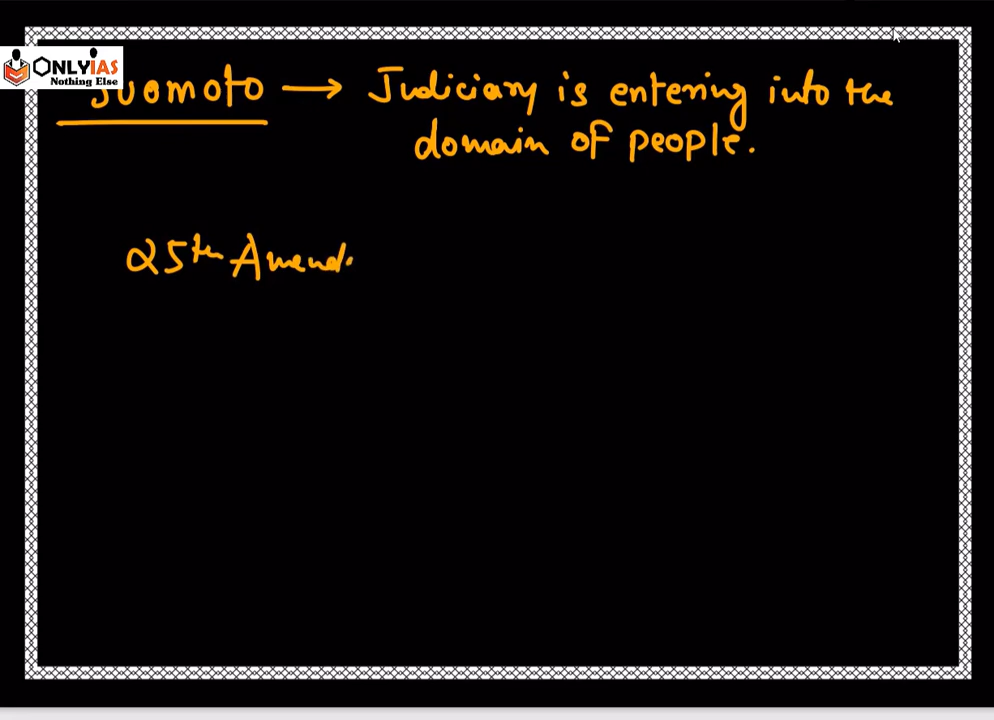 ONLYIAS
Nothing Else
Suomoto → Judiciary is entering into the
domain of people.
25th Amend.